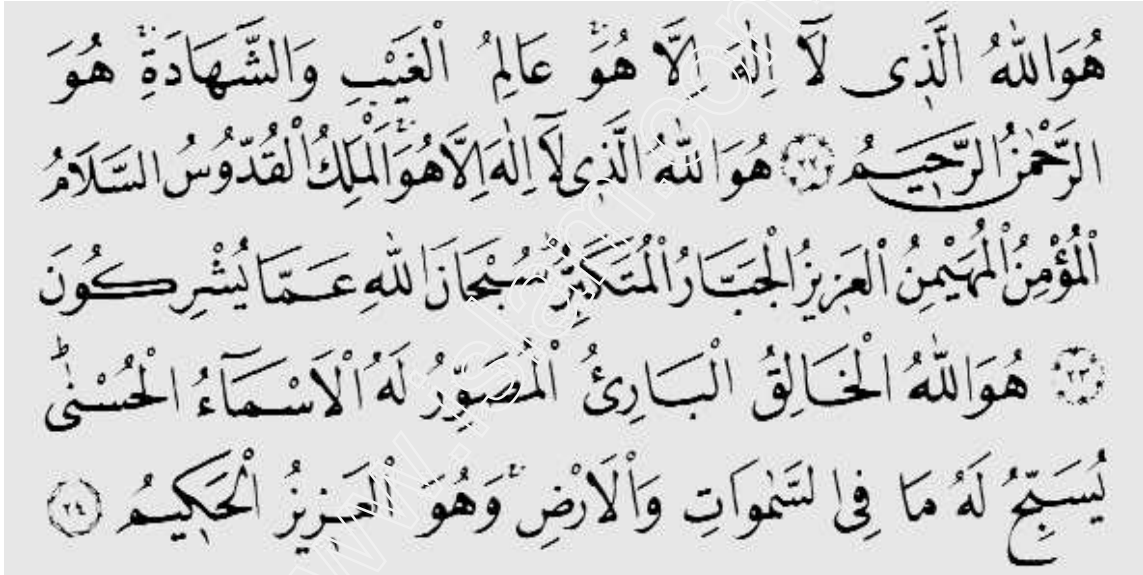 هُوَاللّٰهُ الَّذِى لَٓا اِلٰهَ اِلَّا هُوَۚ عَالِمُ الْغَيْبِ وَالشَّهَادَةِۚ هُوَ
الرَّحْمٰنُ الرَّحِيمُ ﴿٢٢﴾ هُوَاللّٰهُ الَّذِى لَٓا اِلٰهَ اِلَّا هُوَۚ اَلْمَلِكُ الْقُدُّوسُ السَّلَامُ
الْمُؤْمِنُ الْمُهَيْمِنُ الْعَزِيزُ الْجَبَّارُ الْمُتَكَبِّرُۜ سُبْحَانَ اللّٰهِ عَمَّا يُشْرِكُونَ
﴿٢٣﴾ هُوَاللّٰهُ الْخَالِقُ الْبَارِئُ الْمُصَوِّرُ لَهُ الْاَسْمَٓاءُ الْحُسْنٰىۜ
يُسَبِّحُ لَهُ مَا فِى السَّمٰوَاتِ وَالْاَرْضِۚ وَهُوَ الْعَزِيزُ الْحَكِيمُ ﴿٢٤﴾